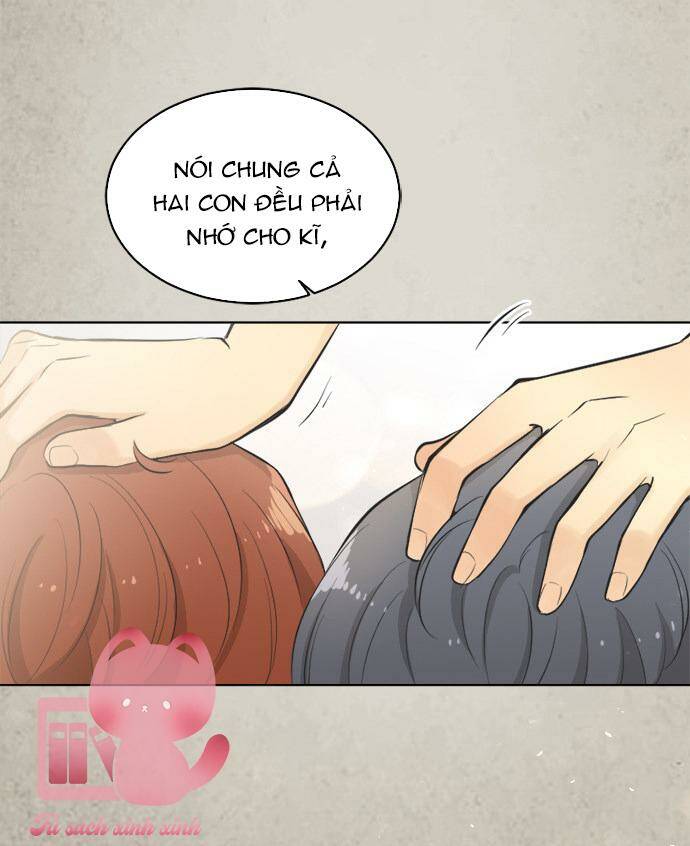 NÓI CHUNG CẢ
HAI CON ĐỀU PHẢI
NHỚ CHO KĨ,
Tủ sách xinh xinh